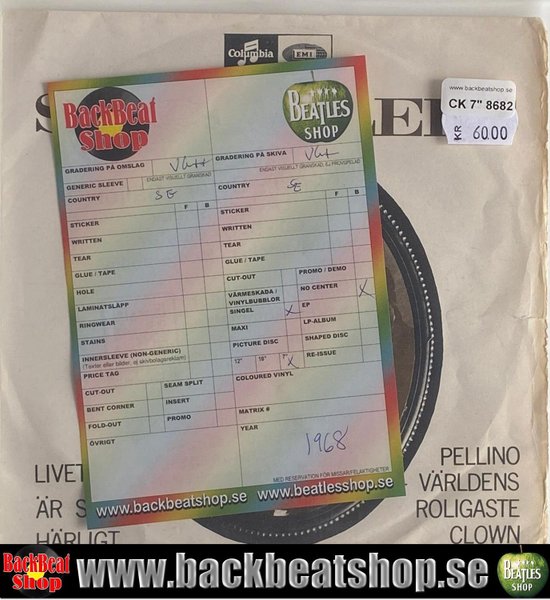 Columbia
EMI
www.backbeatshop.se
CK 7" 8682
KR 60.00
BackBeat
Shop
BEATLES
SHOP
GRADERING PÅ OMSLAG
GRADERING PÅ SKIVA
ENDAST VISUELLT GRANSKAD
ENDAST VISUELLT GRANSKAD, EJ PROVSPELAD
GENERIC SLEEVE
COUNTRY SE
COUNTRY SE
F B
F B
STICKER
STICKER
WRITTEN
WRITTEN
TEAR
TEAR
GLUE / TAPE
GLUE / TAPE
HOLE
CUT-OUT
PROMO / DEMO
LAMINATSLÄPP
VÄRMESKADA /
VINYLBUBBLOR
NO CENTER X
RINGWEAR
SINGEL X
EP
STAINS
MAXI
LP-ALBUM
INNERSLEEVE (NON-GENERIC)
(Texter eller bilder, ej skivbolagsreklam)
PICTURE DISC
SHAPED DISC
PRICE TAG
12" 10" 7" X
RE-ISSUE
CUT-OUT
SEAM SPLIT
COLOURED VINYL
BENT CORNER
INSERT
FOLD-OUT
PROMO
MATRIX #
ÖVRIGT
YEAR
1968
MED RESERVATION FÖR MISSAR/FELAKTIGHETER
www.backbeatshop.se www.beatlesshop.se
LIVET
ÄR S
HÄRLIGT
PELLINO
VÄRLDENS
ROLIGASTE
CLOWN
BackBeat
Shop
www.backbeatshop.se
BEATLES
SHOP